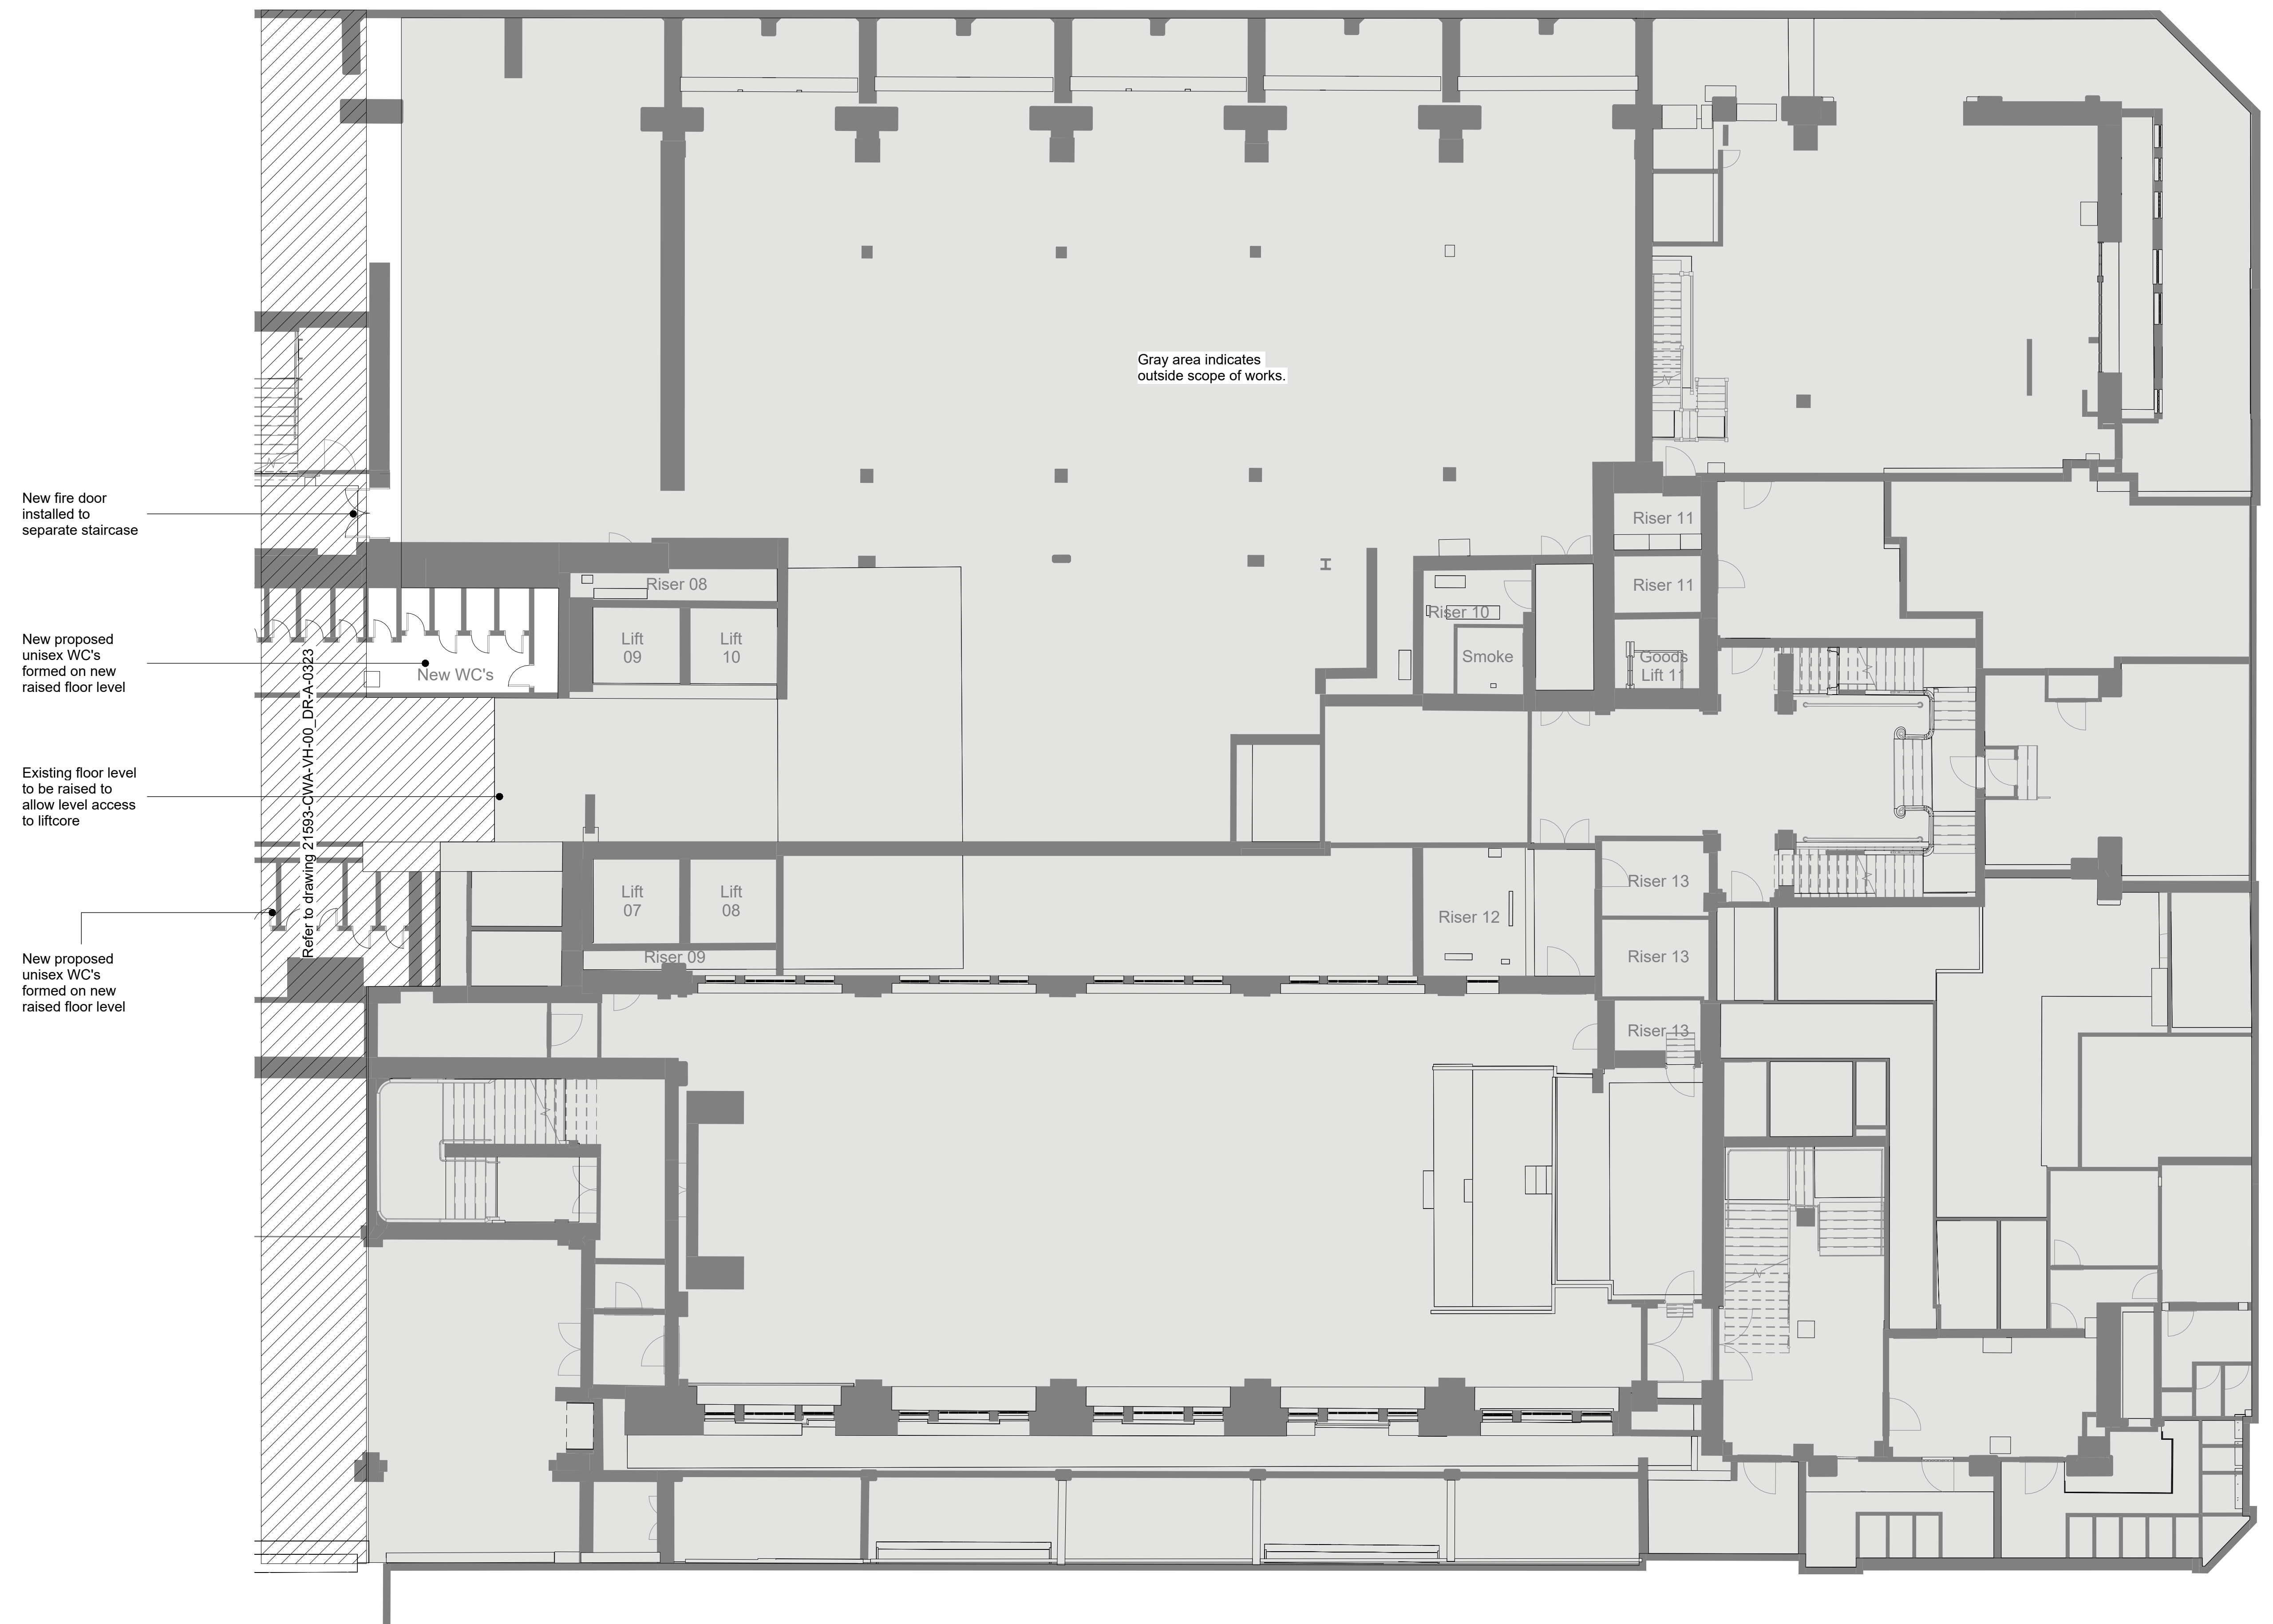 Gray area indicates
outside scope of works.
New fire door
installed to
separate staircase
Riser 11
Riser 11
Riser 08
Riser 10
Lift
09
Lift
10
Smoke
Goods
Lift 11
New proposed
unisex WC's
formed on new
raised floor level
New WC's
Refer to drawing 21593-CWA-VH-00_DR-A-0323
Existing floor level
to be raised to
allow level access
to liftcore
Lift
07
Lift
08
Riser 13
Riser 12
Riser 09
Riser 13
New proposed
unisex WC's
formed on new
raised floor level
Riser 13